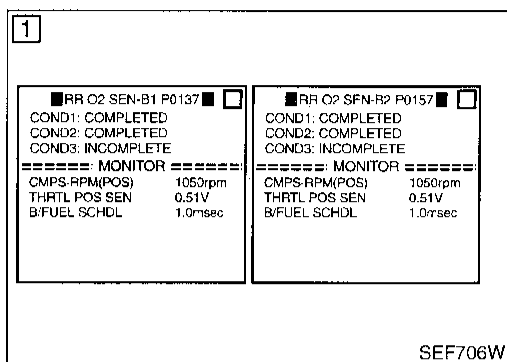 1
RR O2 SEN-B1 P0137
COND1: COMPLETED
COND2: COMPLETED
COND3: INCOMPLETE
====== MONITOR ======
CMPS-RPM(POS) 1050rpm
THRTL POS SEN 0.51V
B/FUEL SCHDL 1.0msec
RR O2 SEN-B2 P0157
COND1: COMPLETED
COND2: COMPLETED
COND3: INCOMPLETE
====== MONITOR ======
CMPS-RPM(POS) 1050rpm
THRTL POS SEN 0.51V
B/FUEL SCHDL 1.0msec
SEF706W